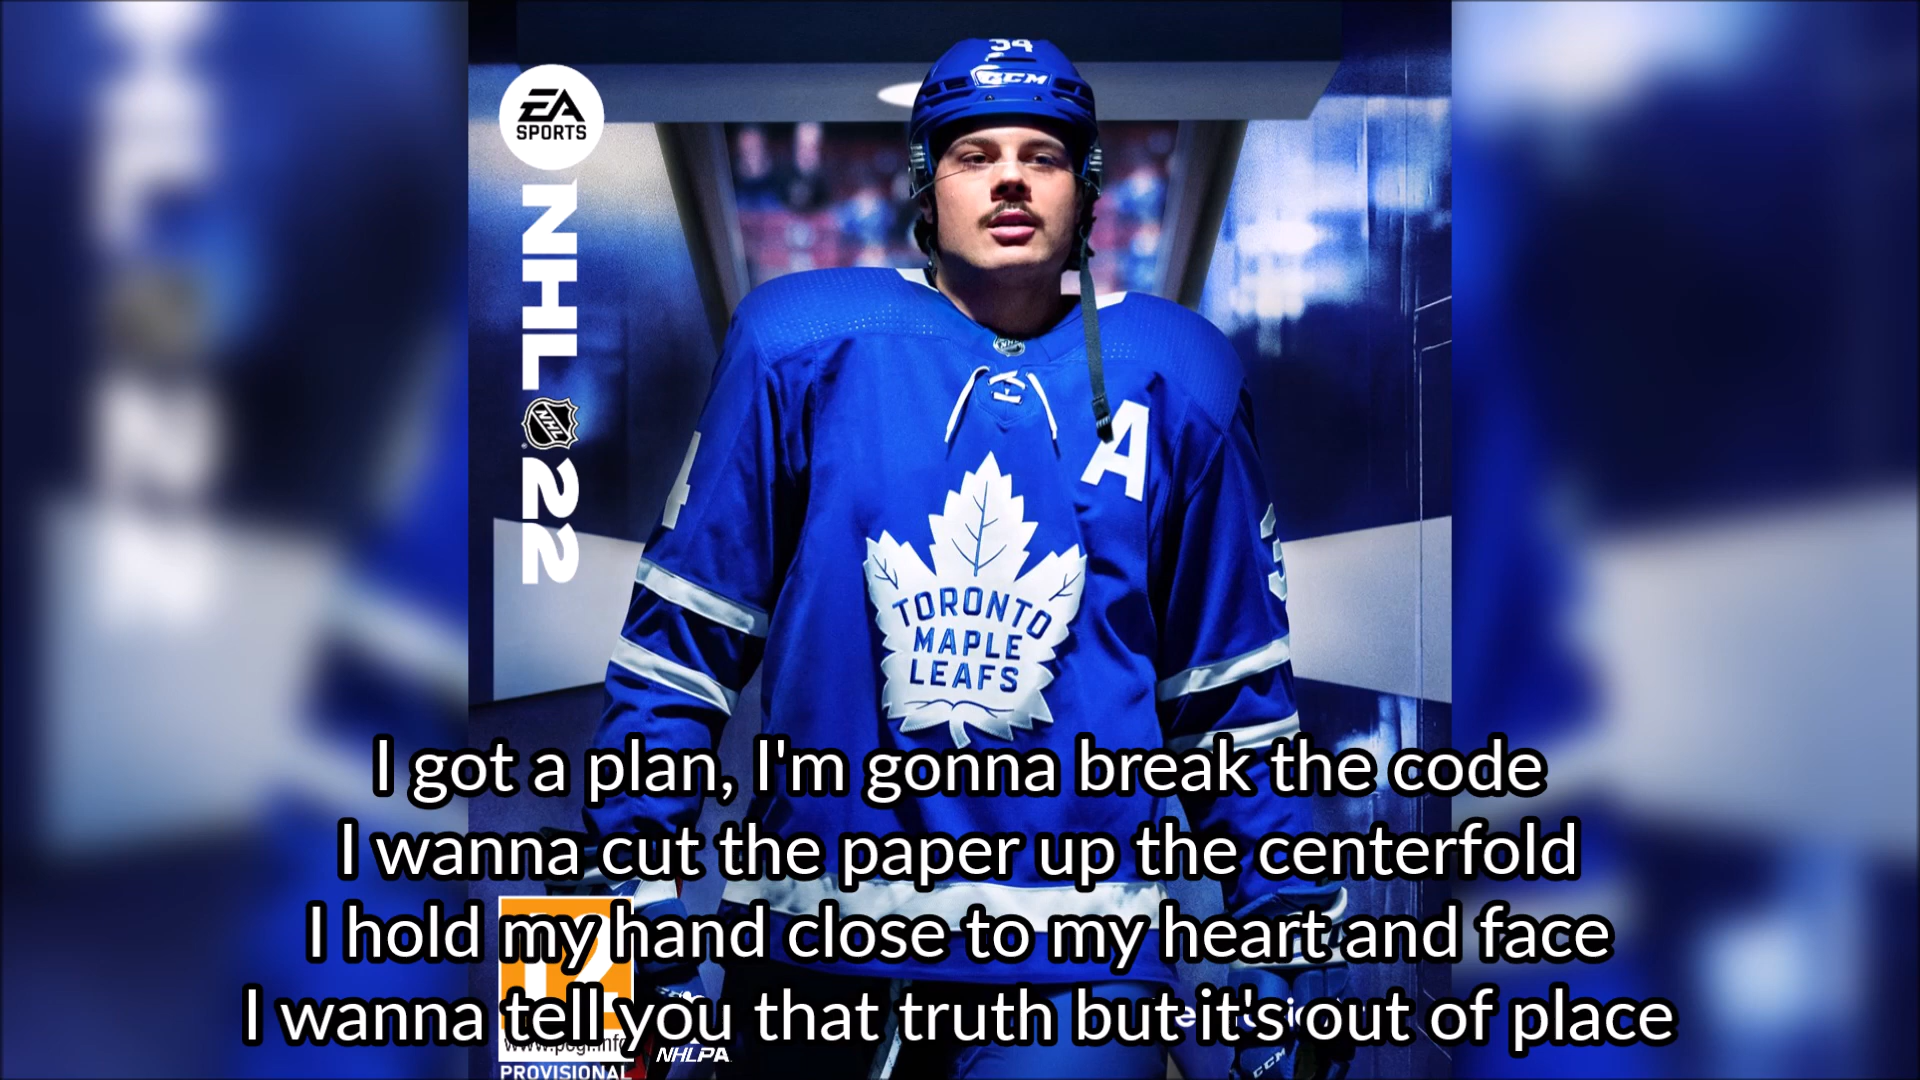 34
CCM
EA
SPORTS
NHL 22
NHL
A
TORONTO
MAPLE
LEAFS
I got a plan, I'm gonna break the code
I wanna cut the paper up the centerfold
I hold my hand close to my heart and face
I wanna tell you that truth but it's out of place
NHLPA
CCM
PROVISIONAL